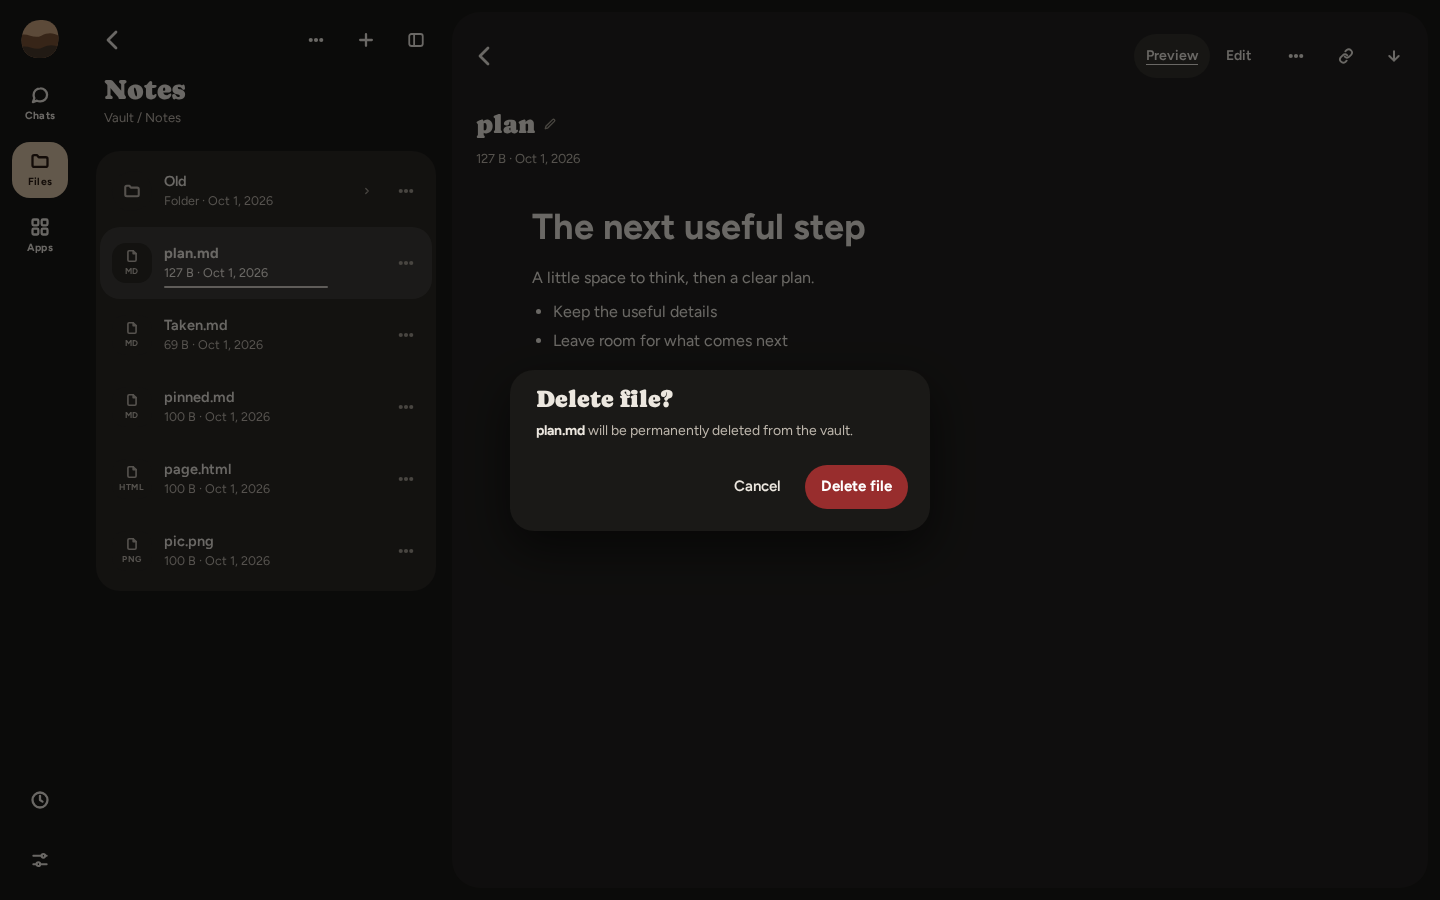 Chats
Files
Apps
Notes
Vault / Notes
Old
Folder · Oct 1, 2026
MD
plan.md
127 B · Oct 1, 2026
MD
Taken.md
69 B · Oct 1, 2026
MD
pinned.md
100 B · Oct 1, 2026
HTML
page.html
100 B · Oct 1, 2026
PNG
pic.png
100 B · Oct 1, 2026
Preview
Edit
plan
127 B · Oct 1, 2026
The next useful step
A little space to think, then a clear plan.
• Keep the useful details
• Leave room for what comes next
Delete file?
plan.md will be permanently deleted from the vault.
Cancel
Delete file